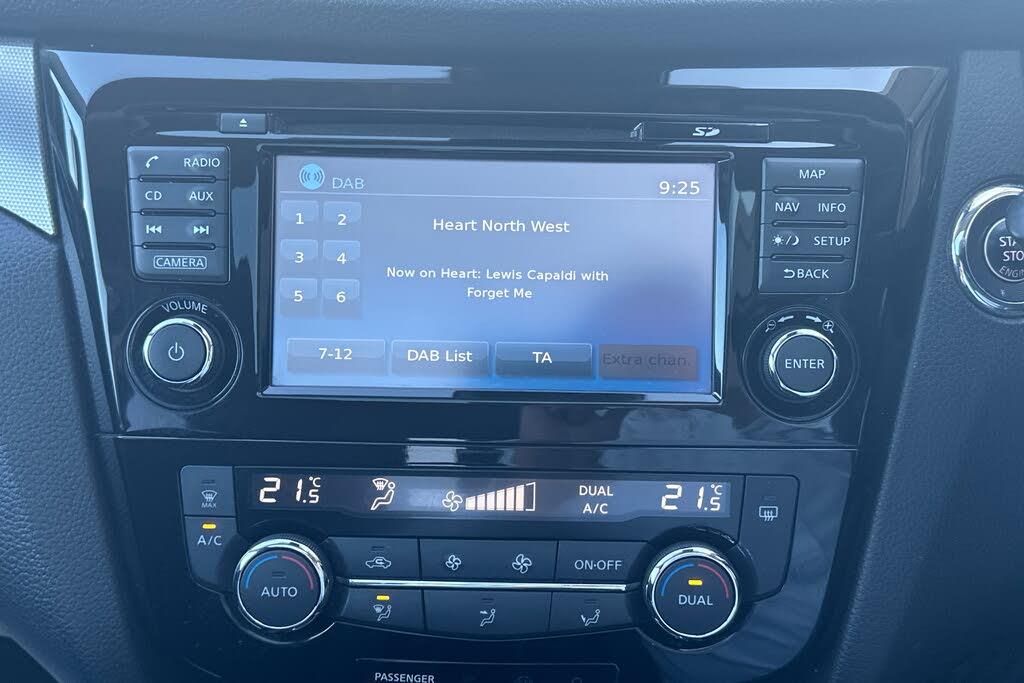 SD
RADIO
CD AUX
CAMERA
VOLUME
DAB 9:25
1 2
3 4
5 6
Heart North West
Now on Heart: Lewis Capaldi with
Forget Me
7-12 DAB List TA Extra chan.
MAP
NAV INFO
SETUP
BACK
ENTER
MAX
A/C
21.5°C
DUAL
A/C
21.5°C
AUTO
ON·OFF
DUAL
PASSENGER